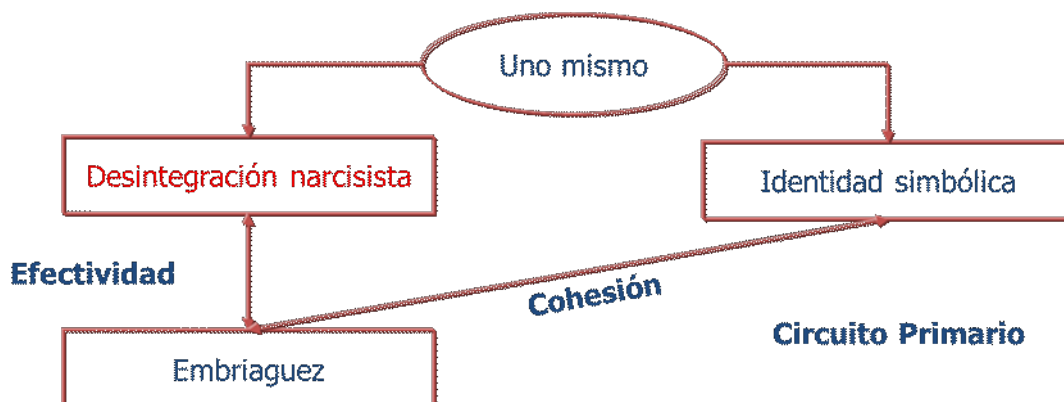 Uno mismo
Desintegración narcisista
Identidad simbólica
Efectividad
Cohesión
Circuito Primario
Embriaguez